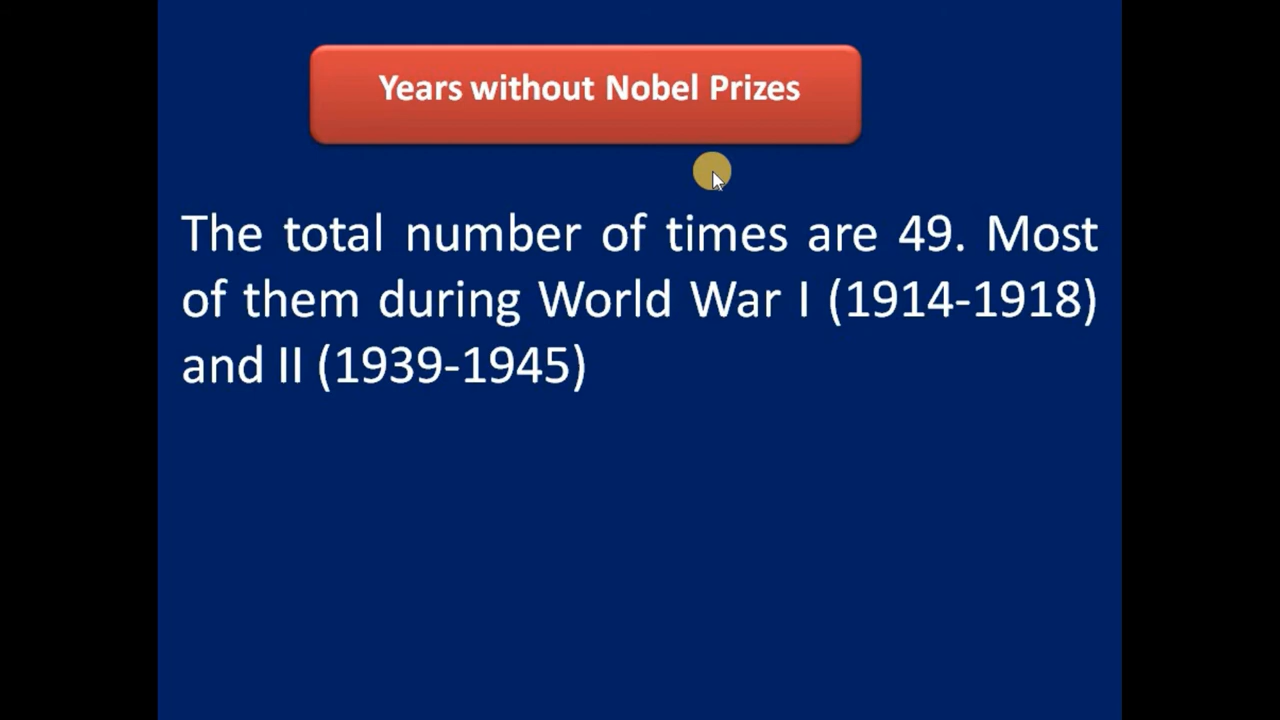 Years without Nobel Prizes
The total number of times are 49. Most
of them during World War I (1914-1918)
and II (1939-1945)